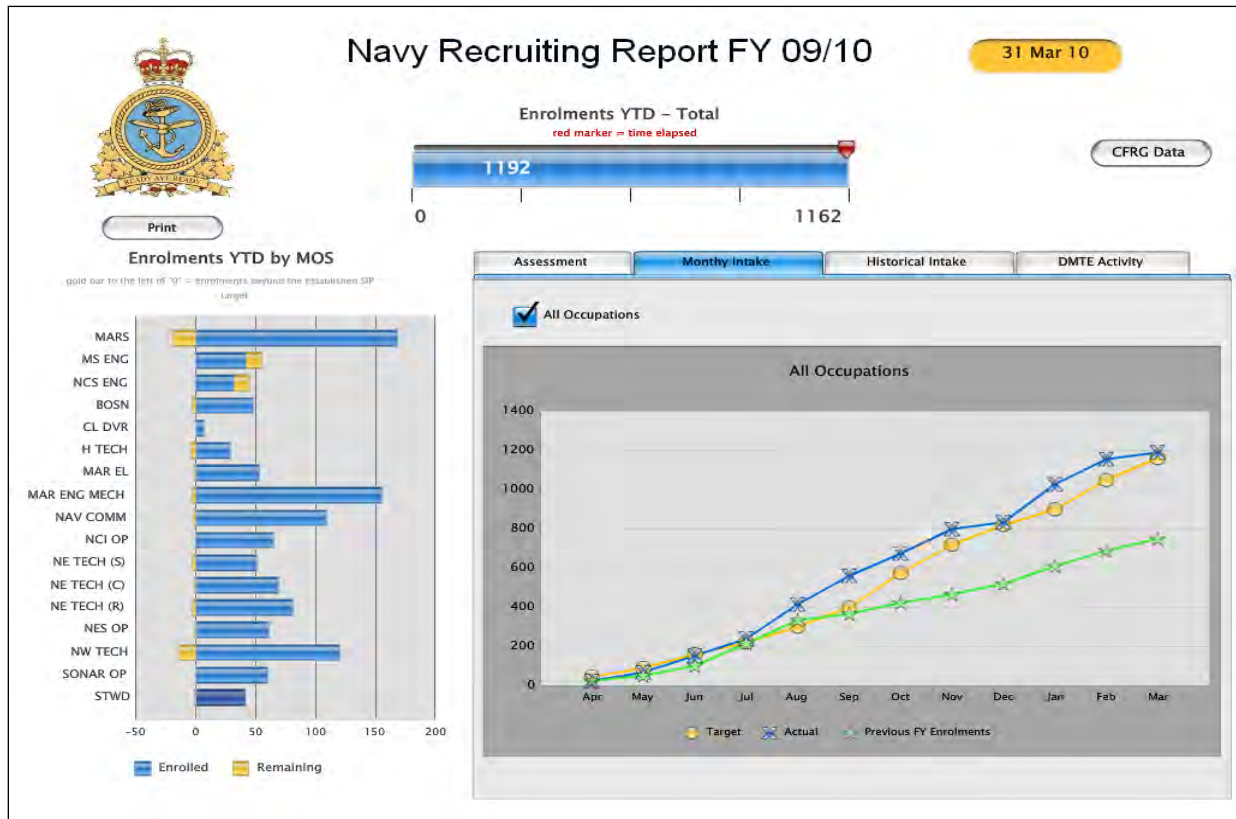 Navy Recruiting Report FY 09/10
31 Mar 10
READY AYE READY
Print
Enrolments YTD – Total
red marker = time elapsed
1192
0
1162
CFRG Data
Enrolments YTD by MOS
gold bar to the left of "0" = enrolments beyond the established SIP
target
MARS
MS ENG
NCS ENG
BOSN
CL DVR
H TECH
MAR EL
MAR ENG MECH
NAV COMM
NCI OP
NE TECH (S)
NE TECH (C)
NE TECH (R)
NES OP
NW TECH
SONAR OP
STWD
-50 0 50 100 150 200
Enrolled Remaining
Assessment Monthy Intake Historical Intake DMTE Activity
All Occupations
All Occupations
1400
1200
1000
800
600
400
200
0
Apr May Jun Jul Aug Sep Oct Nov Dec Jan Feb Mar
Target Actual Previous FY Enrolments